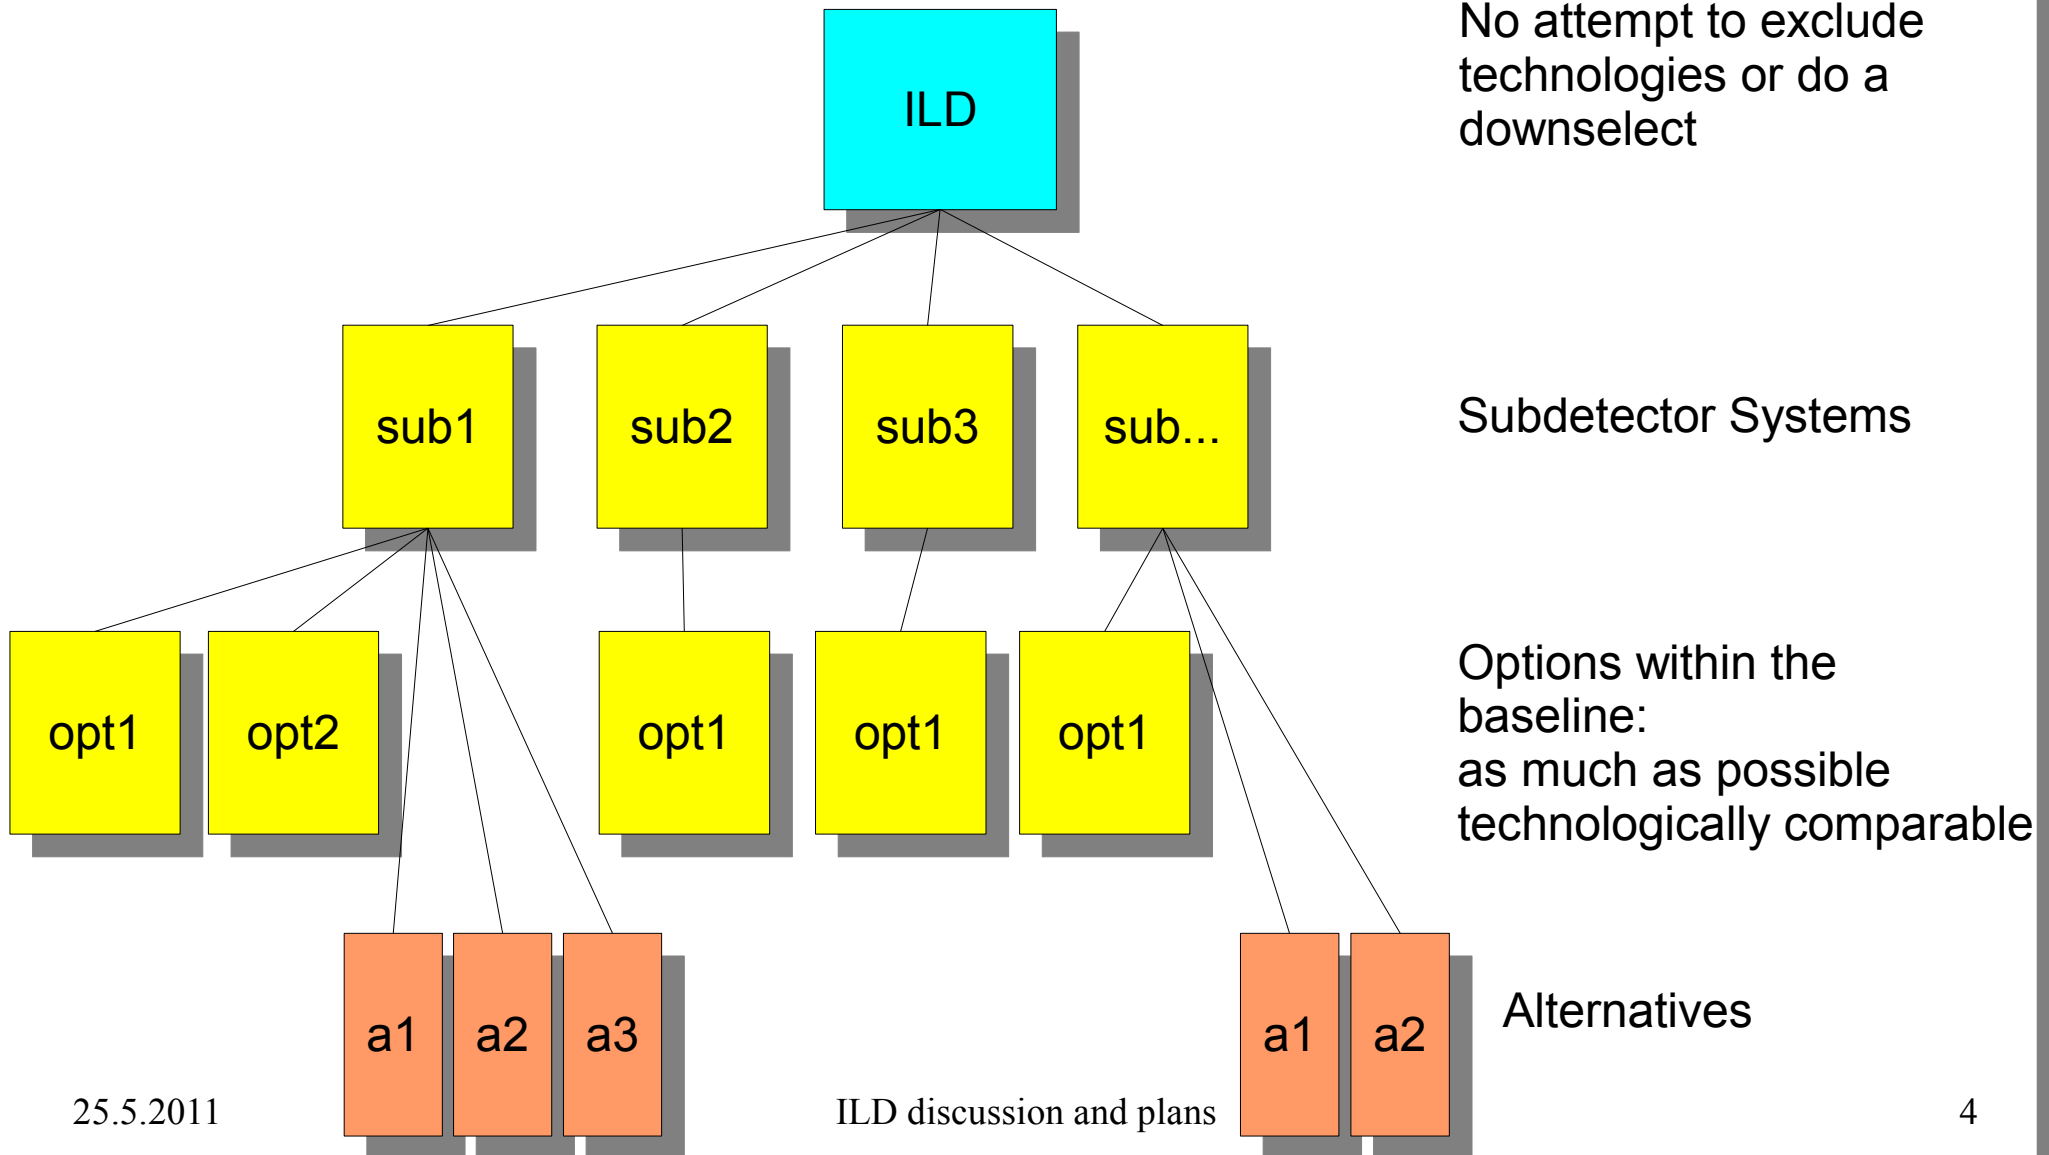 No attempt to exclude
technologies or do a
downselect
ILD
sub1
sub2
sub3
sub...
Subdetector Systems
opt1
opt2
opt1
opt1
opt1
Options within the
baseline:
as much as possible
technologically comparable
a1
a2
a3
a1
a2
Alternatives
25.5.2011
ILD discussion and plans
4